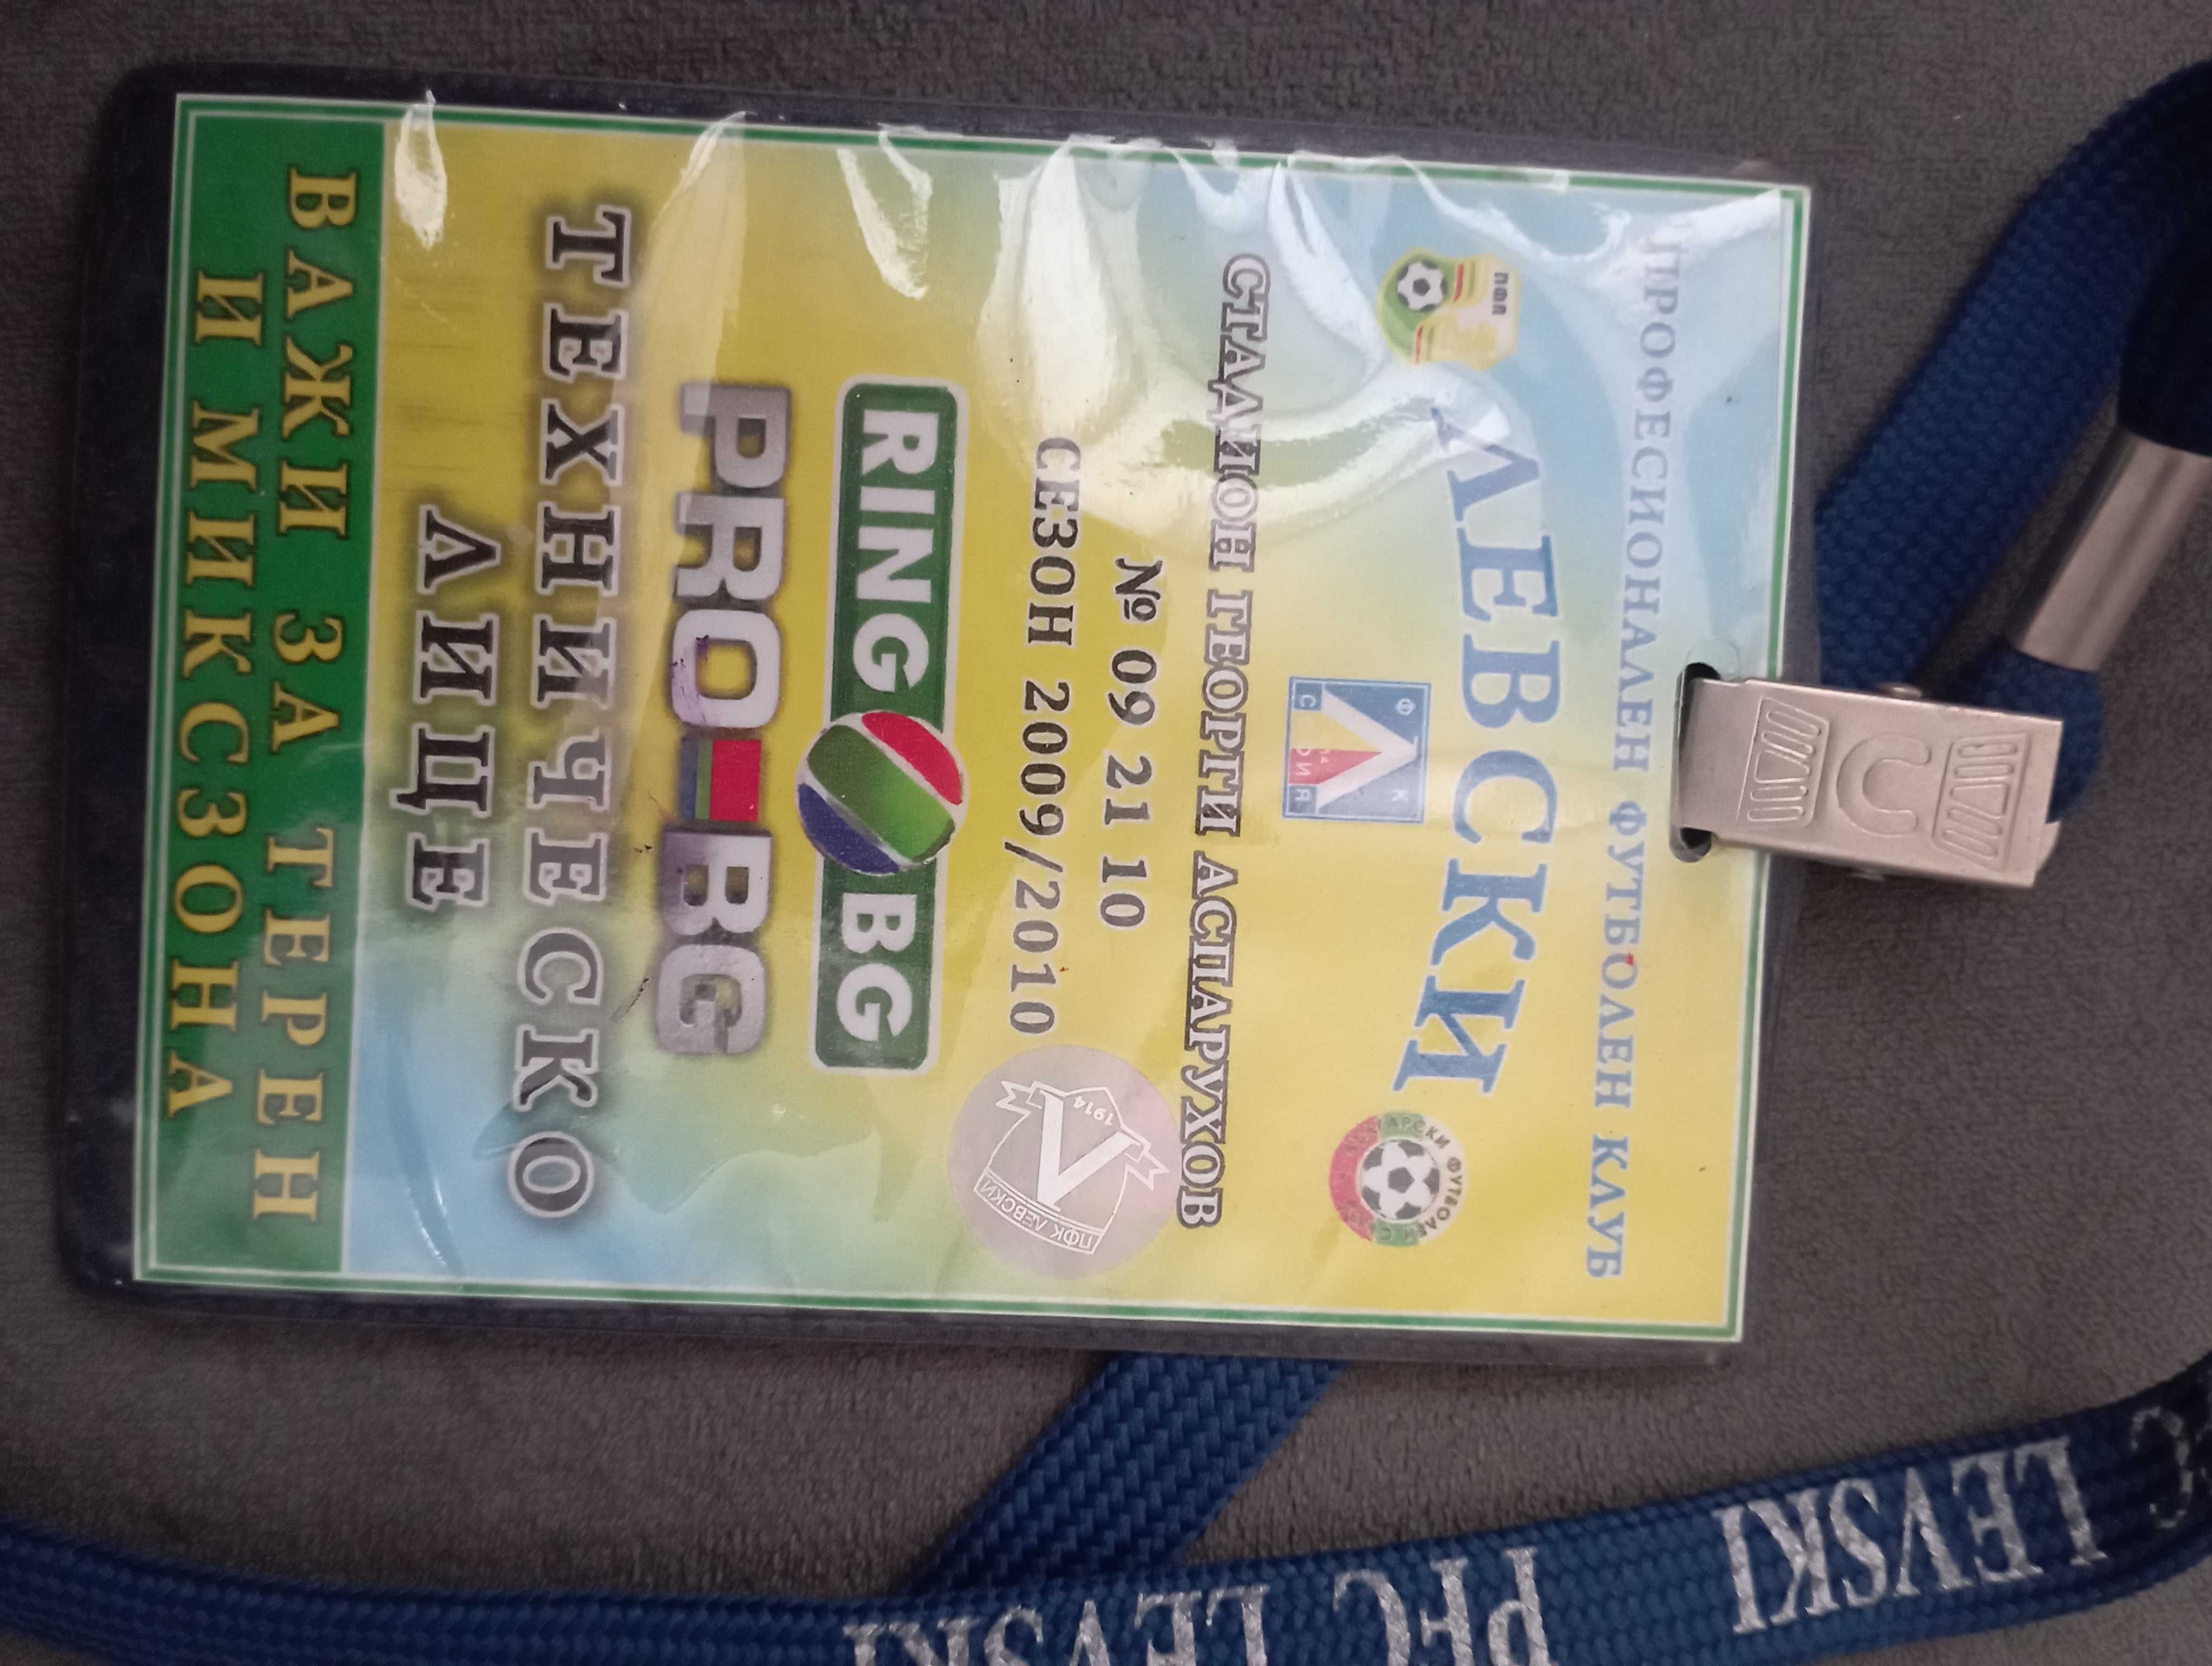 ПРОФЕСИОНАЛЕН ФУТБОЛЕН КЛУБ
ПФЛ
ЛЕВСКИ
СТАДИОН ГЕОРГИ АСПАРУХОВ
№ 09 21 10
СЕЗОН 2009/2010
1914
ПФК ЛЕВСКИ
RING BG
PRO BG
ТЕХНИЧЕСКО
ЛИЦЕ
ВАЖИ ЗА ТЕРЕН
И МИКСЗОНА
LEVSKI
PFC LEVSKI